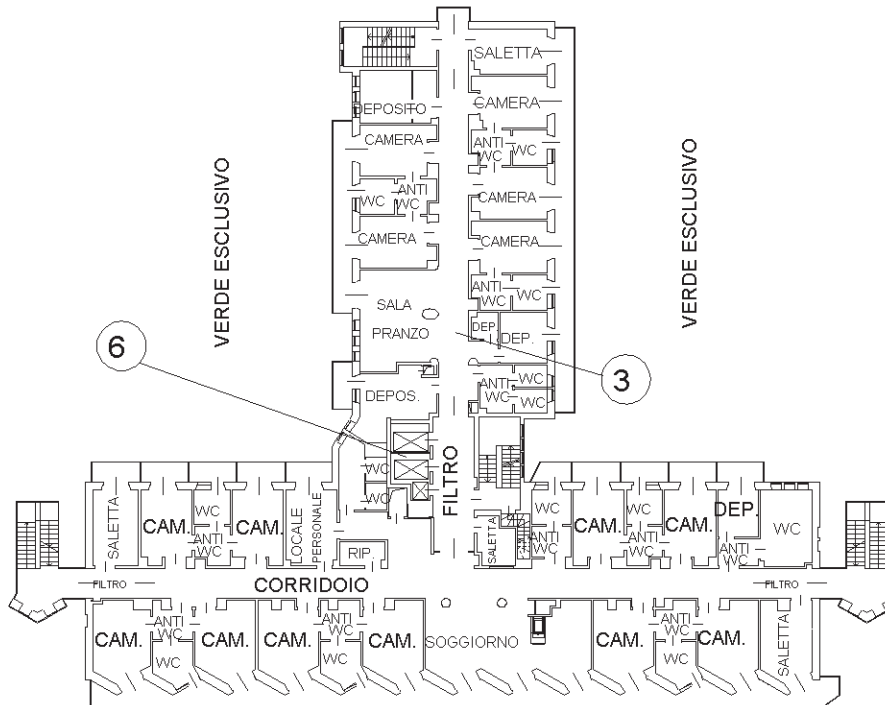 SALETTA
DEPOSITO
CAMERA
CAMERA
ANTI
WC
WC
WC
ANTI
WC
CAMERA
CAMERA
CAMERA
VERDE ESCLUSIVO
VERDE ESCLUSIVO
ANTI
WC
WC
SALA
PRANZO
DEP.
DEP.
6
3
DEPOS.
ANTI
WC
WC
WC
FILTRO
WC
WC
SALETTA
CAM.
WC
ANTI
WC
CAM.
LOCALE
PERSONALE
RIP.
SALETTA
WC
ANTI
WC
CAM.
WC
ANTI
WC
CAM.
DEP.
ANTI
WC
WC
FILTRO
CORRIDOIO
FILTRO
CAM.
ANTI
WC
WC
CAM.
CAM.
ANTI
WC
WC
CAM.
SOGGIORNO
CAM.
ANTI
WC
WC
CAM.
SALETTA